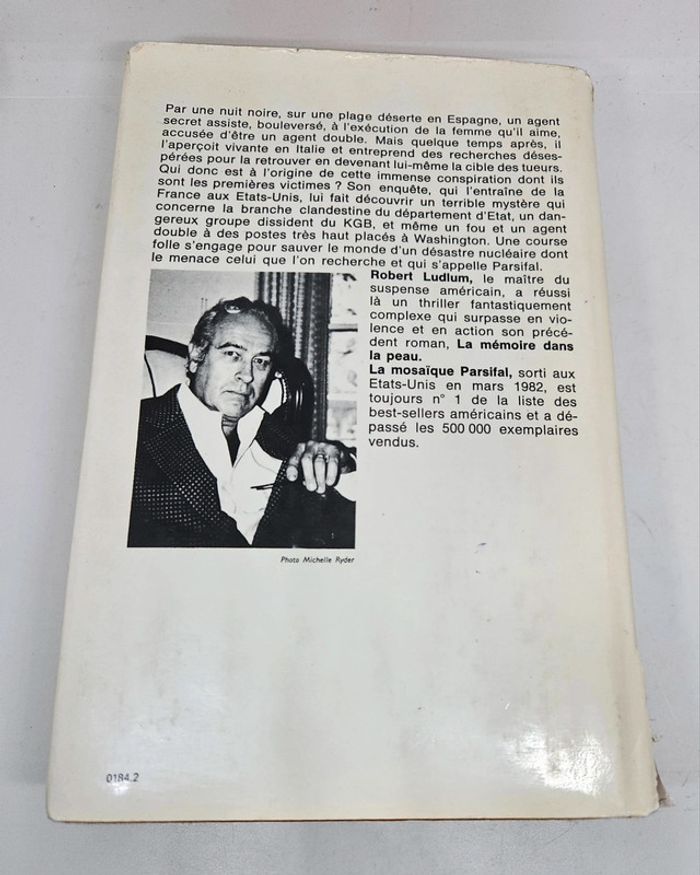 Par une nuit noire, sur une plage déserte en Espagne, un agent
secret assiste, bouleversé, à l'exécution de la femme qu'il aime,
accusée d'être un agent double. Mais quelque temps après, il
l'aperçoit vivante en Italie et entreprend des recherches déses-
pérées pour la retrouver en devenant lui-même la cible des tueurs.
Qui donc est à l'origine de cette immense conspiration dont ils
sont les premières victimes ? Son enquête, qui l'entraîne de la
France aux Etats-Unis, lui fait découvrir un terrible mystère qui
concerne la branche clandestine du département d'Etat, un dan-
gereux groupe dissident du KGB, et même un fou et un agent
double à des postes très haut placés à Washington. Une course
folle s'engage pour sauver le monde d'un désastre nucléaire dont
le menace celui que l'on recherche et qui s'appelle Parsifal.
Robert Ludlum, le maître du
suspense américain, a réussi
là un thriller fantastiquement
complexe qui surpasse en vio-
lence et en action son précé-
dent roman, La mémoire dans
la peau.
La mosaïque Parsifal, sorti aux
Etats-Unis en mars 1982, est
toujours n° 1 de la liste des
best-sellers américains et a dé-
passé les 500 000 exemplaires
vendus.
Photo Michelle Ryder
0184.2